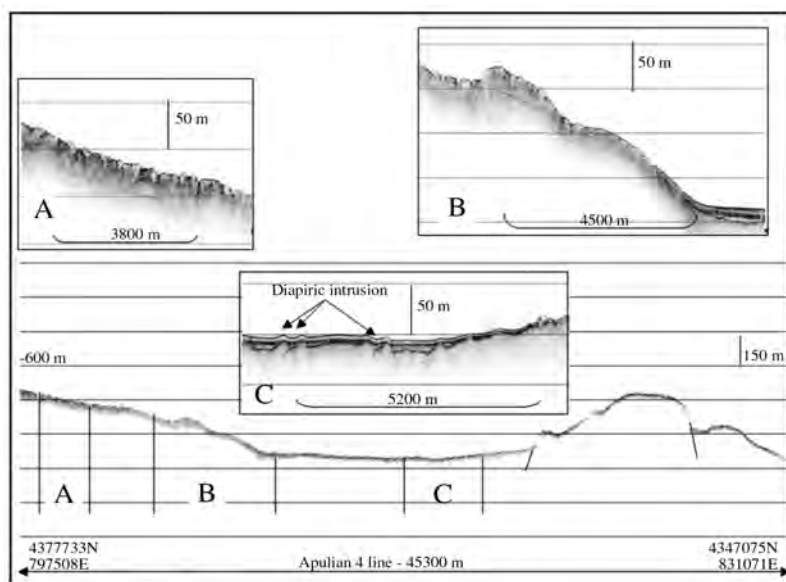 50 m
A
3800 m
50 m
B
4500 m
Diapiric intrusion
50 m
C
5200 m
-600 m
150 m
A
B
C
4377733N
797508E
Apulian 4 line - 45300 m
4347075N
831071E